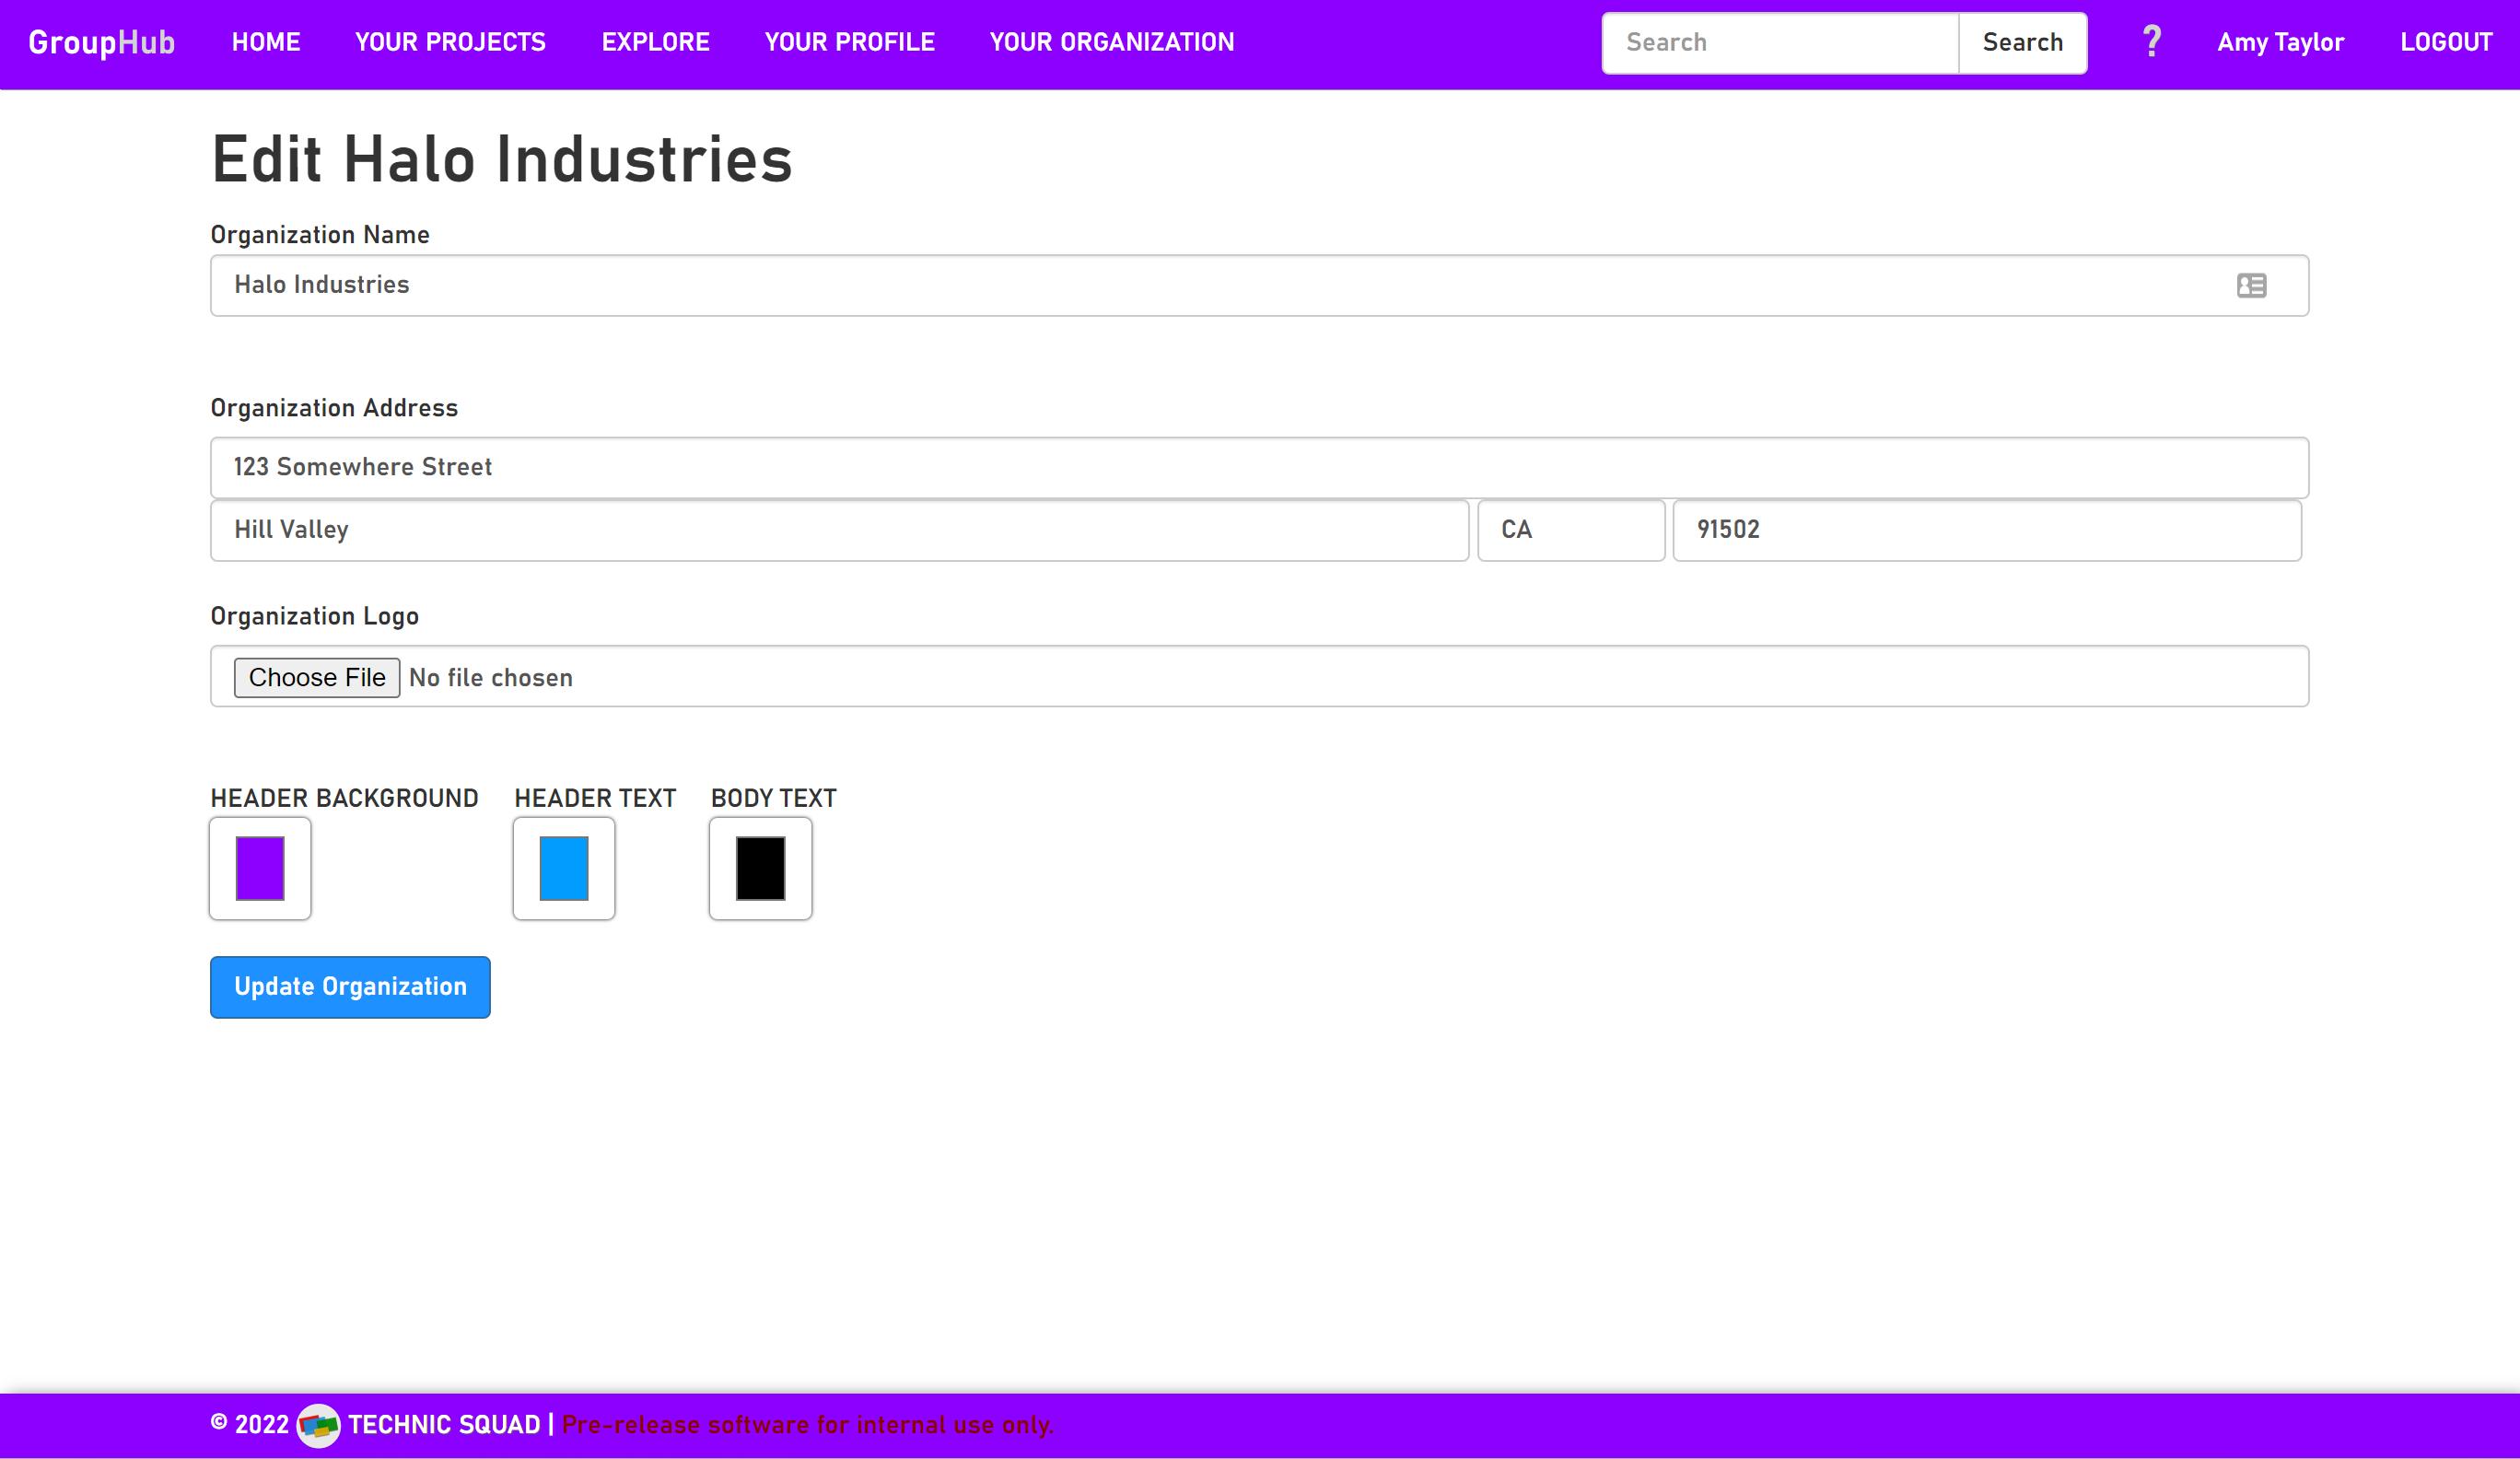 GroupHub HOME YOUR PROJECTS EXPLORE YOUR PROFILE YOUR ORGANIZATION Search Search ? Amy Taylor LOGOUT
Edit Halo Industries
Organization Name
Halo Industries
Organization Address
123 Somewhere Street
Hill Valley CA 91502
Organization Logo
Choose File No file chosen
HEADER BACKGROUND HEADER TEXT BODY TEXT
Update Organization
© 2022 TECHNIC SQUAD | Pre-release software for internal use only.